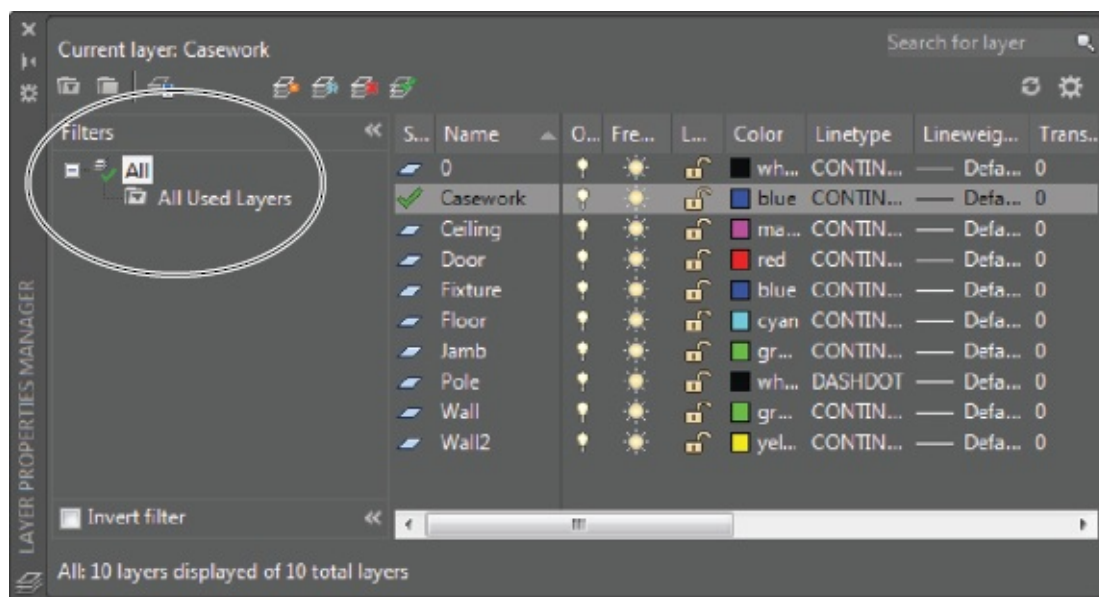 Current layer: Casework
Search for layer
Filters
All
All Used Layers
S... Name O... Fre... L... Color Linetype Lineweig... Trans...
0 wh... CONTIN... Defa... 0
Casework blue CONTIN... Defa... 0
Ceiling ma... CONTIN... Defa... 0
Door red CONTIN... Defa... 0
Fixture blue CONTIN... Defa... 0
Floor cyan CONTIN... Defa... 0
Jamb gr... CONTIN... Defa... 0
Pole wh... DASHDOT Defa... 0
Wall gr... CONTIN... Defa... 0
Wall2 yel... CONTIN... Defa... 0
Invert filter
All: 10 layers displayed of 10 total layers
LAYER PROPERTIES MANAGER